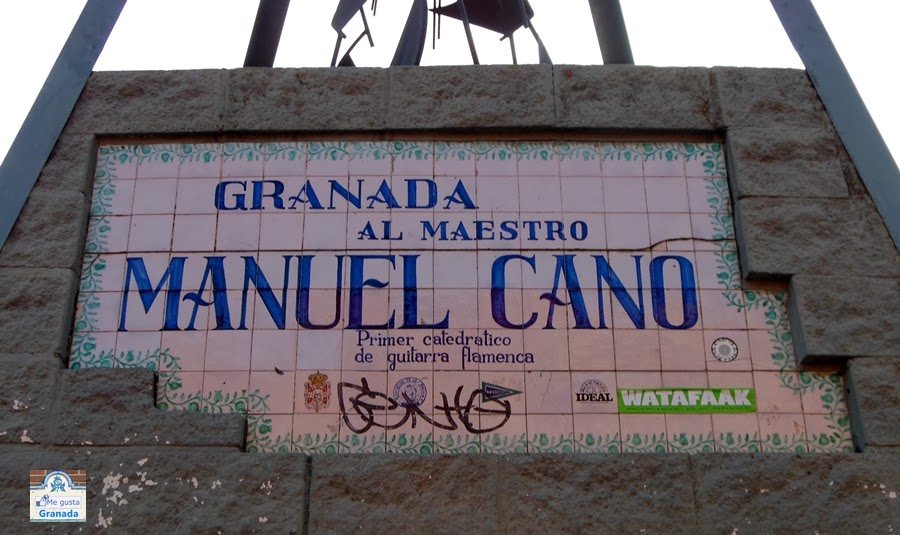 GRANADA
AL MAESTRO
MANUEL CANO
Primer catedratico
de guitarra flamenca
IDEAL
WATAFAAK
Me gusta
Granada